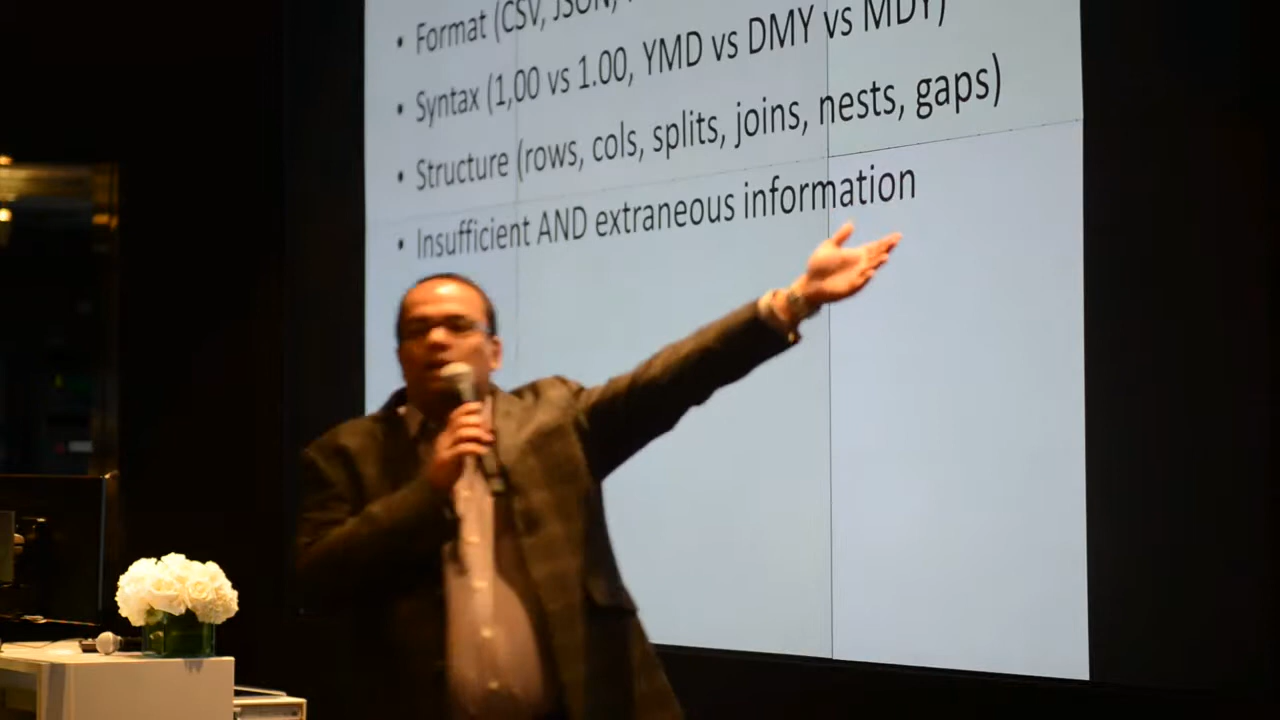 • Format (CSV, JSON,
• Syntax (1,00 vs 1.00, YMD vs DMY vs MDY)
• Structure (rows, cols, splits, joins, nests, gaps)
• Insufficient AND extraneous information